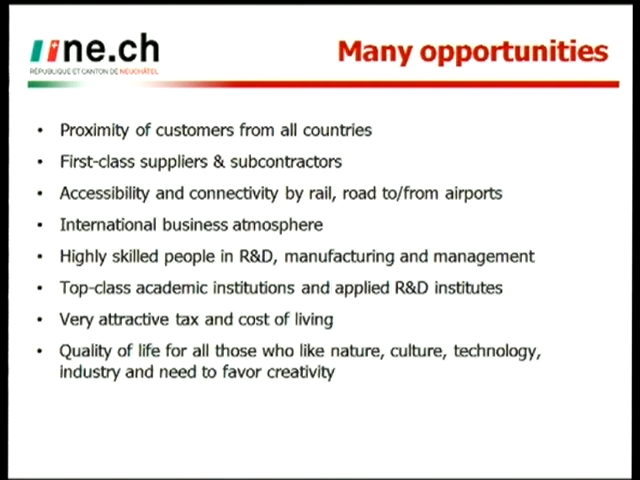 ne.ch
RÉPUBLIQUE ET CANTON DE NEUCHÂTEL
Many opportunities
• Proximity of customers from all countries
• First-class suppliers & subcontractors
• Accessibility and connectivity by rail, road to/from airports
• International business atmosphere
• Highly skilled people in R&D, manufacturing and management
• Top-class academic institutions and applied R&D institutes
• Very attractive tax and cost of living
• Quality of life for all those who like nature, culture, technology,
industry and need to favor creativity